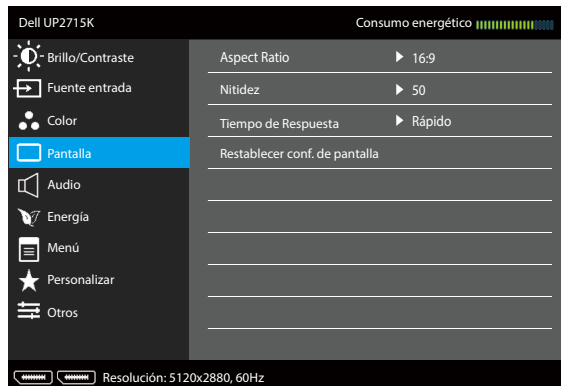 Dell UP2715K Consumo energético
Brillo/Contraste Aspect Ratio 16:9
Fuente entrada Nitidez 50
Color Tiempo de Respuesta Rápido
Pantalla Restablecer conf. de pantalla
Audio
Energía
Menú
Personalizar
Otros
Resolución: 5120x2880, 60Hz